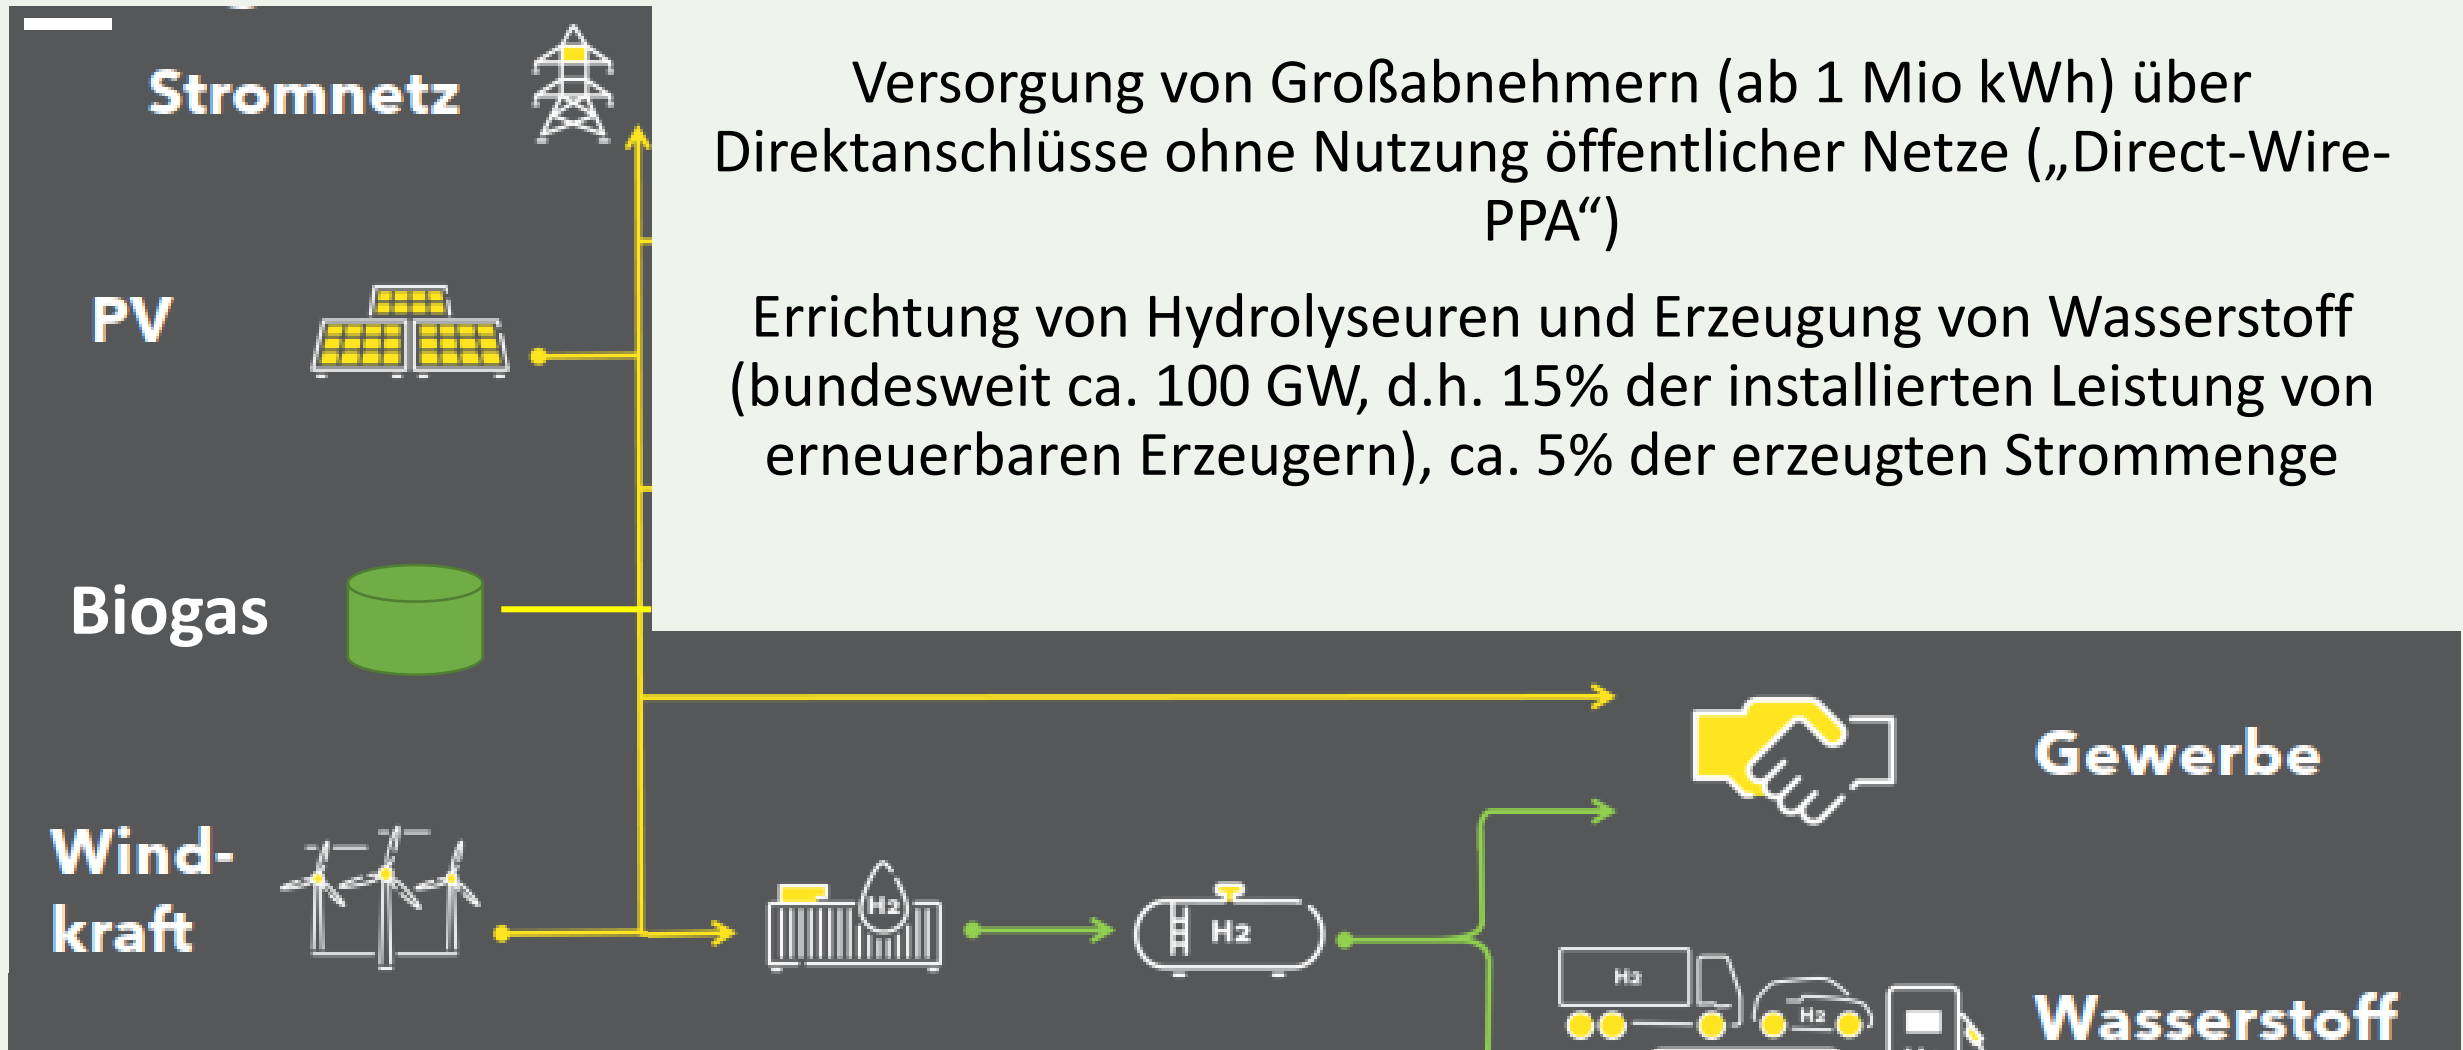 Stromnetz
Versorgung von Großabnehmern (ab 1 Mio kWh) über
Direktanschlüsse ohne Nutzung öffentlicher Netze („Direct-Wire-
PPA“)
PV
Errichtung von Hydrolyseuren und Erzeugung von Wasserstoff
(bundesweit ca. 100 GW, d.h. 15% der installierten Leistung von
erneuerbaren Erzeugern), ca. 5% der erzeugten Strommenge
Biogas
Gewerbe
Wind-
kraft
H2
H2
H2
H2
Wasserstoff